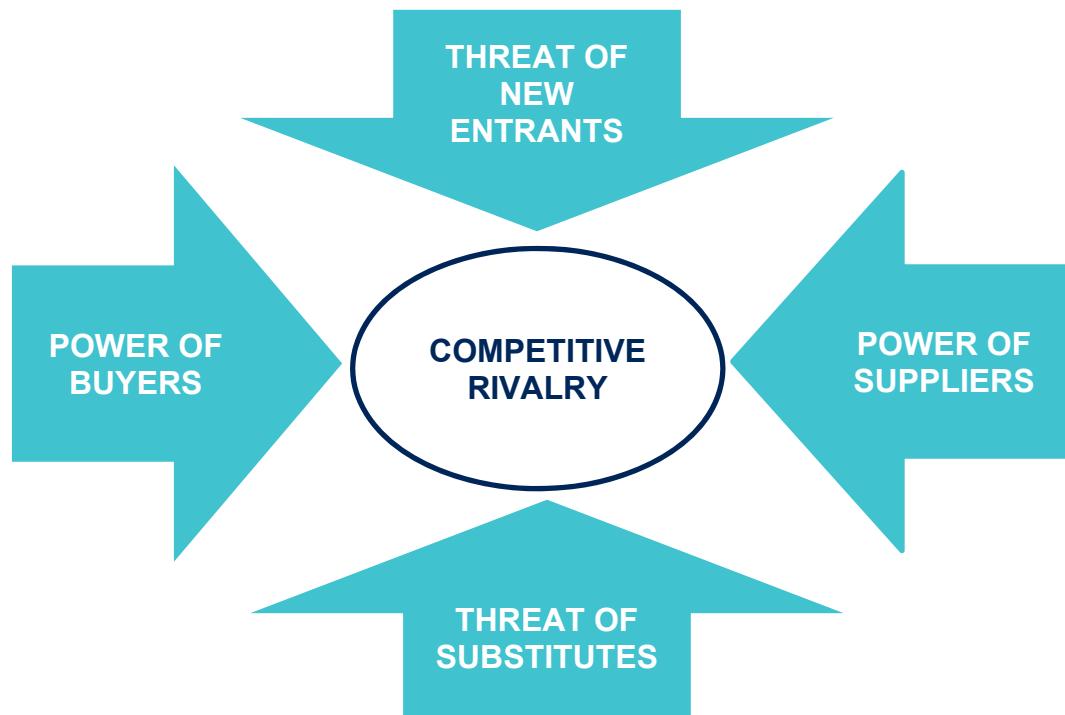 THREAT OF
NEW
ENTRANTS
POWER OF
BUYERS
COMPETITIVE
RIVALRY
POWER OF
SUPPLIERS
THREAT OF
SUBSTITUTES